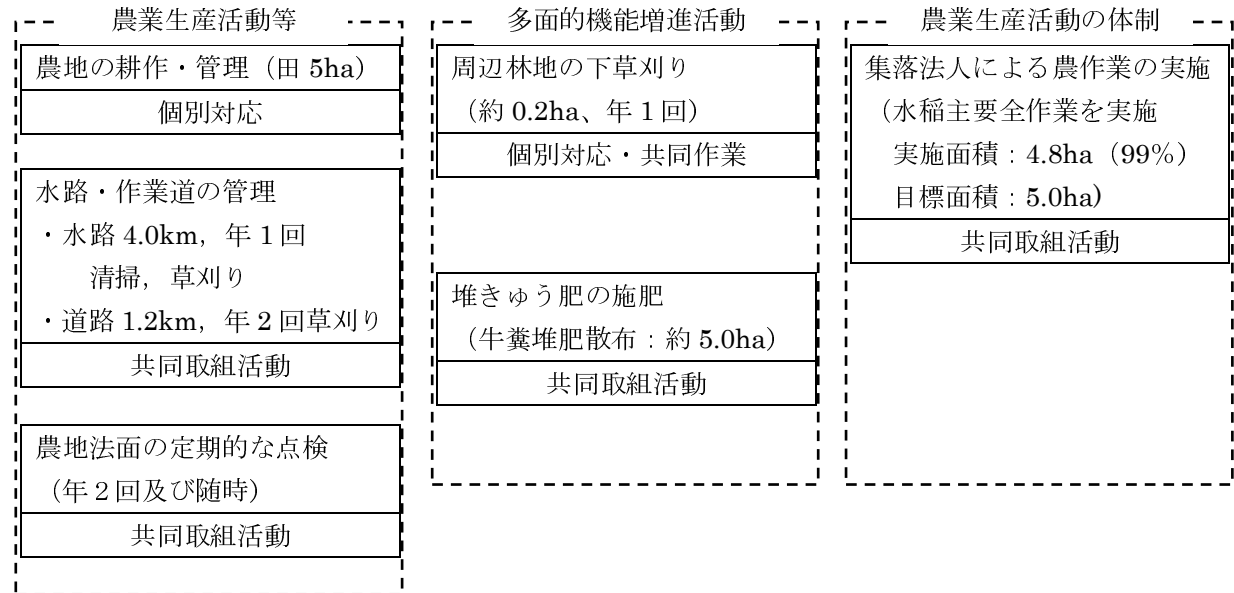 農業生産活動等
農地の耕作・管理（田 5ha）
個別対応
水路・作業道の管理
・水路 4.0km，年 1 回
清掃，草刈り
・道路 1.2km，年 2 回草刈り
共同取組活動
農地法面の定期的な点検
（年２回及び随時）
共同取組活動
多面的機能増進活動
周辺林地の下草刈り
（約 0.2ha、年 1 回）
個別対応・共同作業
堆きゅう肥の施肥
（牛糞堆肥散布：約 5.0ha）
共同取組活動
農業生産活動の体制
集落法人による農作業の実施
（水稲主要全作業を実施
実施面積：4.8ha（99％）
目標面積：5.0ha)
共同取組活動